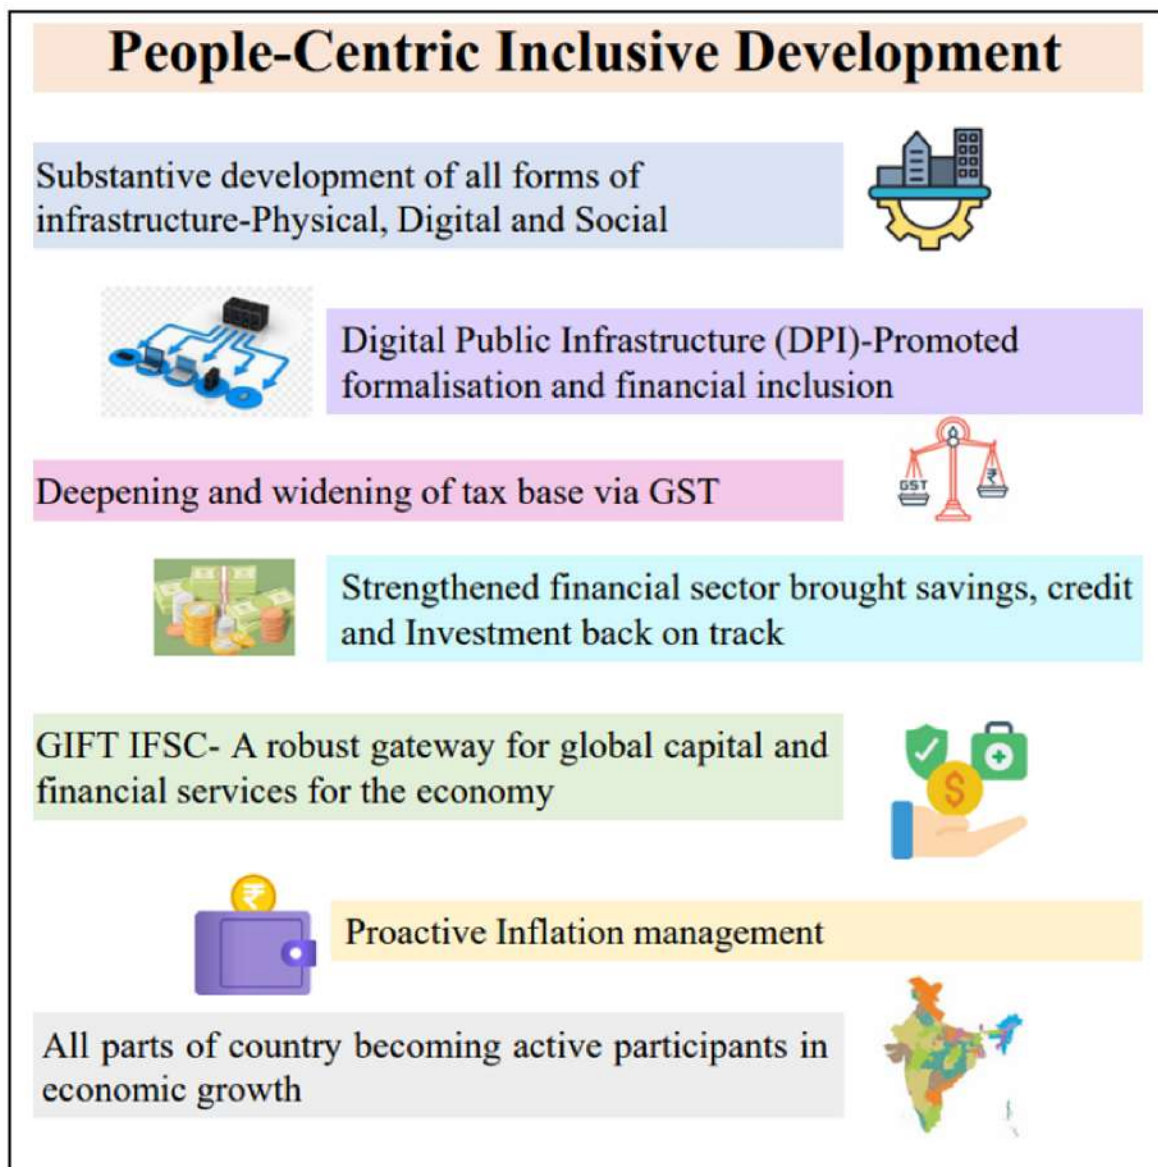 People-Centric Inclusive Development
Substantive development of all forms of
infrastructure-Physical, Digital and Social
Digital Public Infrastructure (DPI)-Promoted
formalisation and financial inclusion
GST
₹
Deepening and widening of tax base via GST
Strengthened financial sector brought savings, credit
and Investment back on track
GIFT IFSC- A robust gateway for global capital and
financial services for the economy
$
₹
Proactive Inflation management
All parts of country becoming active participants in
economic growth